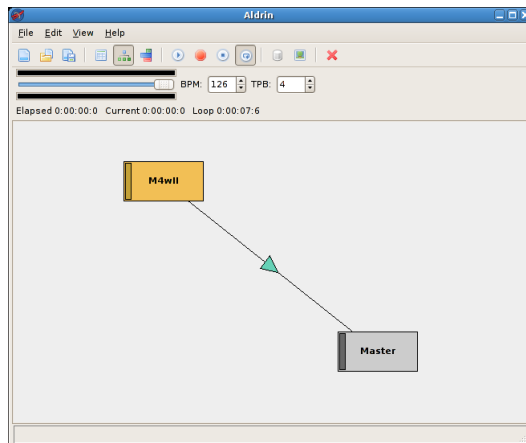 Aldrin
File Edit View Help
BPM: 126 TPB: 4
Elapsed 0:00:00:0 Current 0:00:00:0 Loop 0:00:07:6
M4wII
Master